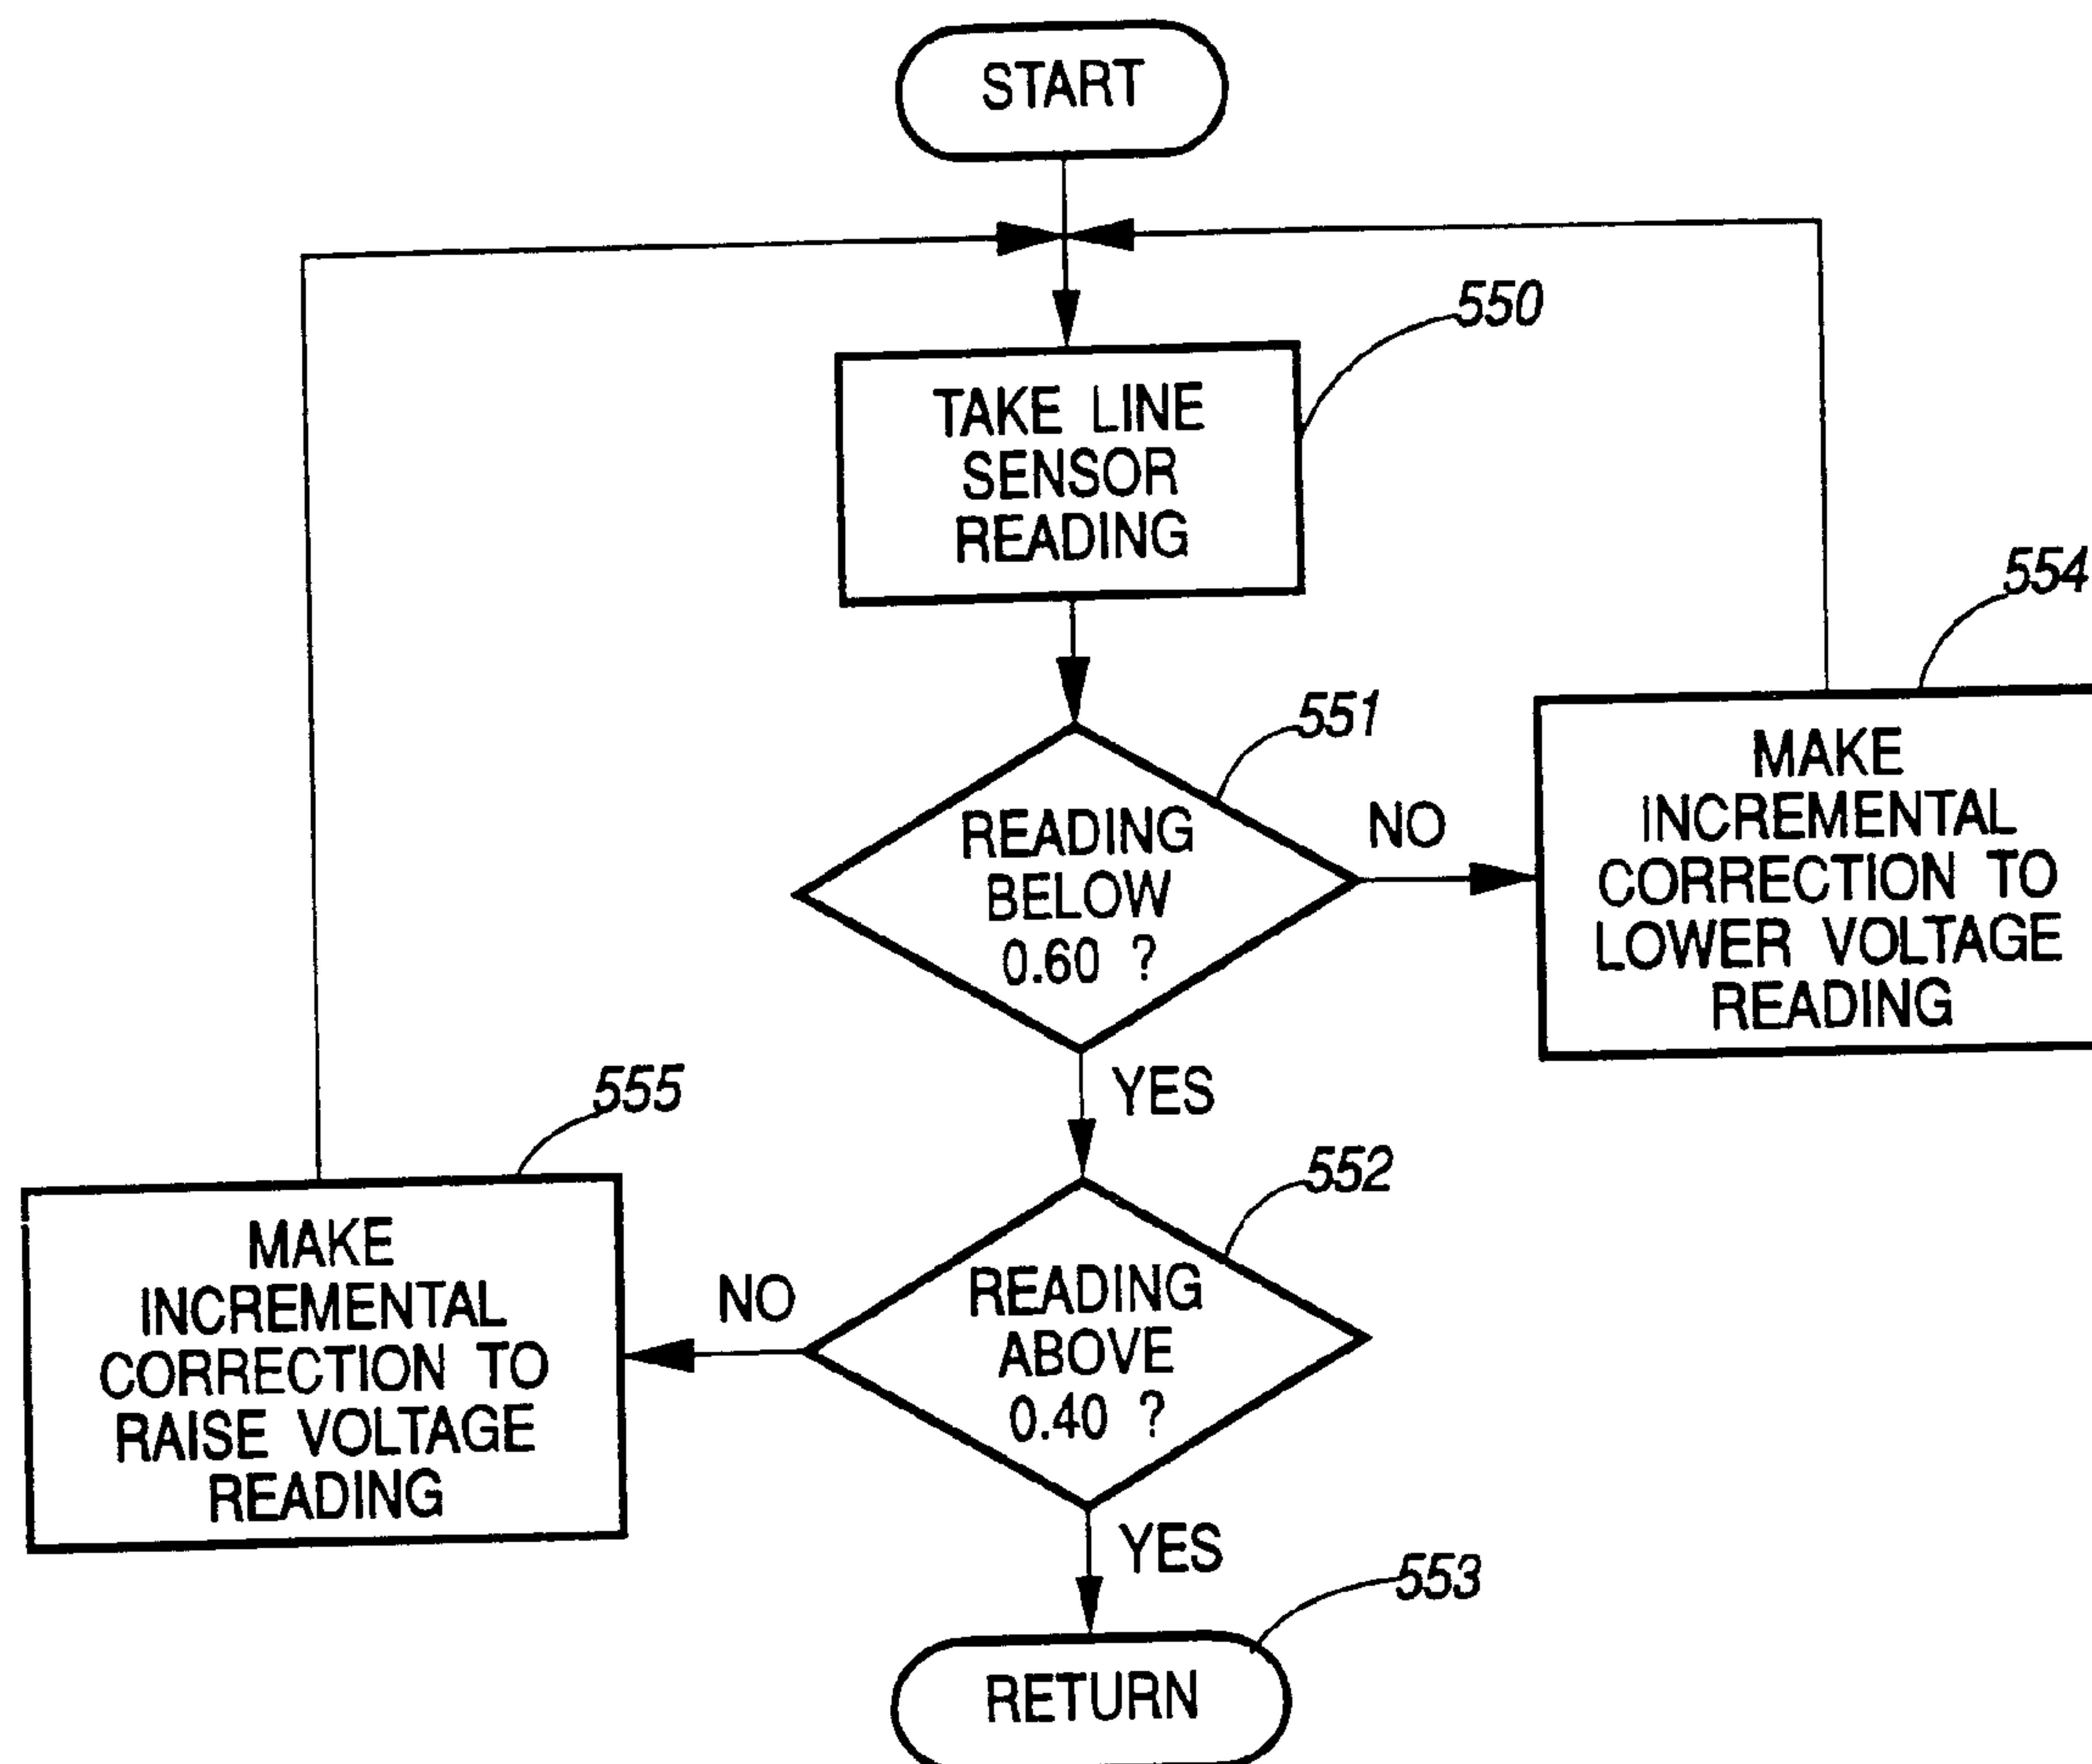 START
550
TAKE LINE
SENSOR
READING
554
551
READING
BELOW
0.60 ?
NO
MAKE
INCREMENTAL
CORRECTION TO
LOWER VOLTAGE
READING
YES
555
552
MAKE
INCREMENTAL
CORRECTION TO
RAISE VOLTAGE
READING
NO
READING
ABOVE
0.40 ?
YES
553
RETURN